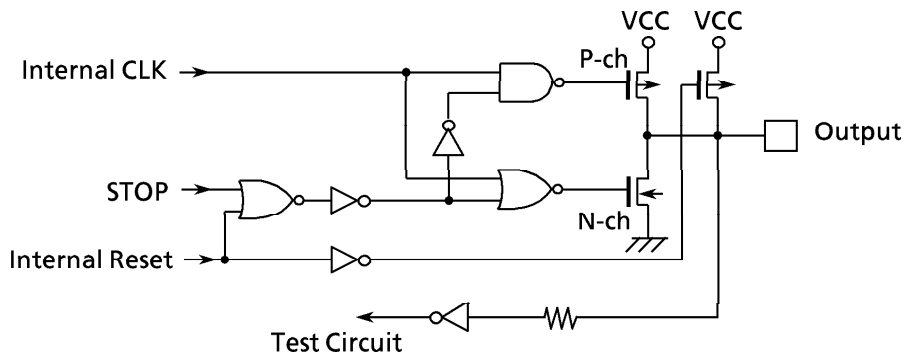 VCC
VCC
P-ch
Internal CLK
Output
STOP
N-ch
Internal Reset
Test Circuit